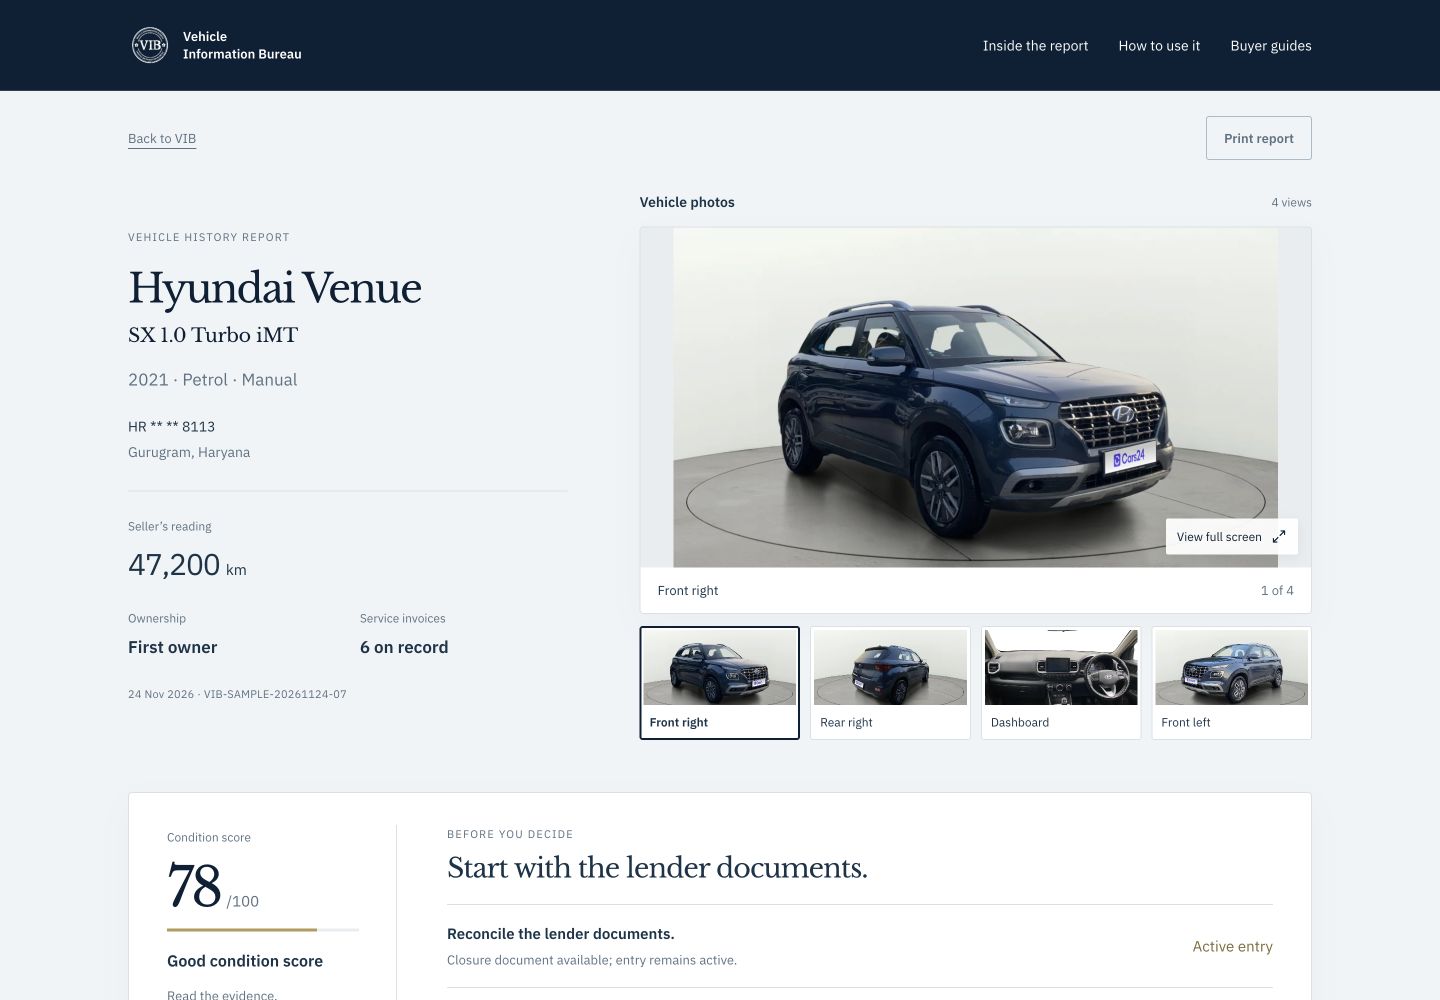 VIB
Vehicle
Information Bureau
Inside the report
How to use it
Buyer guides
Back to VIB
Print report
VEHICLE HISTORY REPORT
Hyundai Venue
SX 1.0 Turbo iMT
2021 · Petrol · Manual
HR ** ** 8113
Gurugram, Haryana
Seller’s reading
47,200 km
Ownership
First owner
Service invoices
6 on record
24 Nov 2026 · VIB-SAMPLE-20261124-07
Vehicle photos
4 views
Cars24
View full screen
Front right
1 of 4
Front right
Rear right
Dashboard
Front left
Condition score
78 /100
Good condition score
Read the evidence.
BEFORE YOU DECIDE
Start with the lender documents.
Reconcile the lender documents.
Closure document available; entry remains active.
Active entry